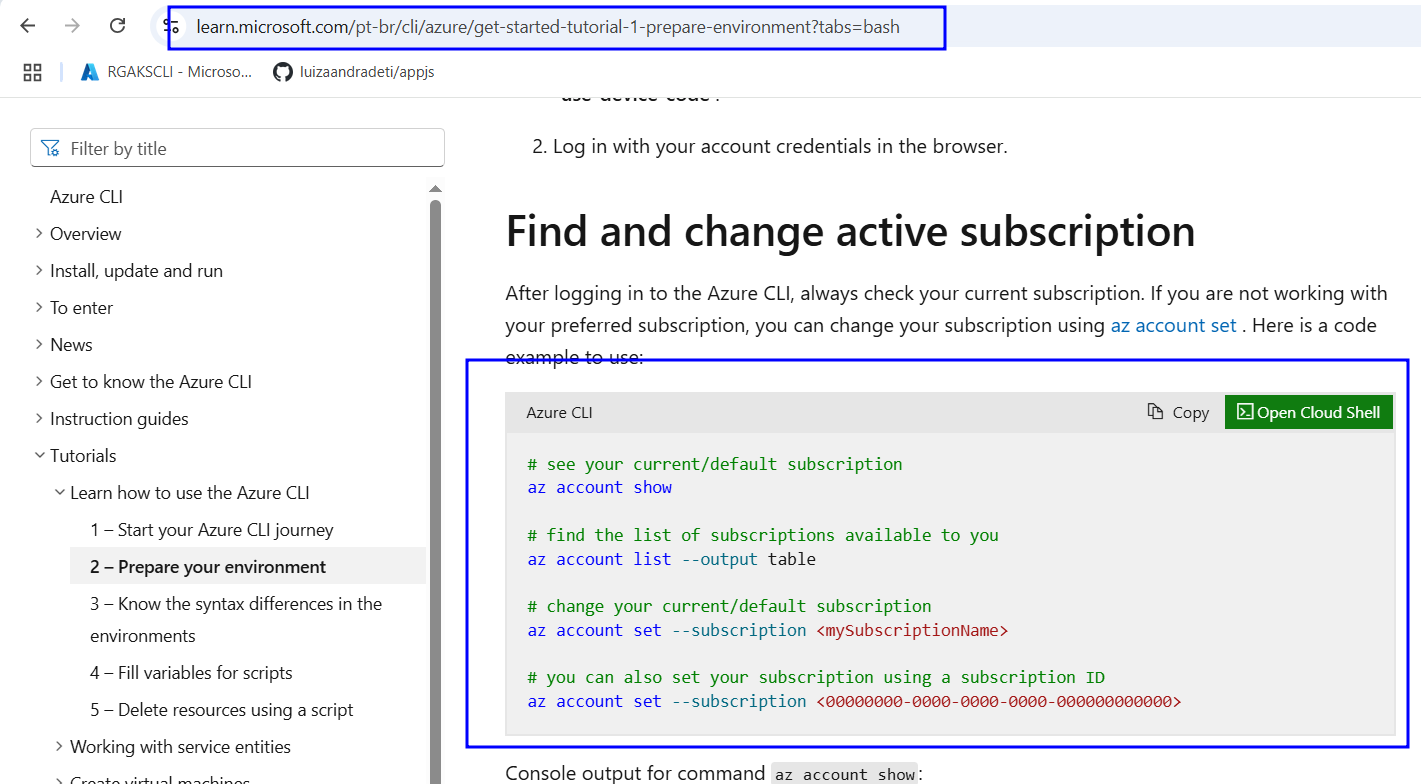 learn.microsoft.com/pt-br/cli/azure/get-started-tutorial-1-prepare-environment?tabs=bash
RGAKSCLI - Microso...
luizaandradeti/appjs
use-device-code .
Filter by title
2. Log in with your account credentials in the browser.
Azure CLI
Overview
Install, update and run
To enter
News
Get to know the Azure CLI
Instruction guides
Tutorials
Learn how to use the Azure CLI
1 – Start your Azure CLI journey
2 – Prepare your environment
3 – Know the syntax differences in the
environments
4 – Fill variables for scripts
5 – Delete resources using a script
Working with service entities
Create virtual machines
Find and change active subscription
After logging in to the Azure CLI, always check your current subscription. If you are not working with
your preferred subscription, you can change your subscription using az account set . Here is a code
example to use:
Azure CLI
Copy
Open Cloud Shell
# see your current/default subscription
az account show
# find the list of subscriptions available to you
az account list --output table
# change your current/default subscription
az account set --subscription <mySubscriptionName>
# you can also set your subscription using a subscription ID
az account set --subscription <00000000-0000-0000-0000-000000000000>
Console output for command az account show: